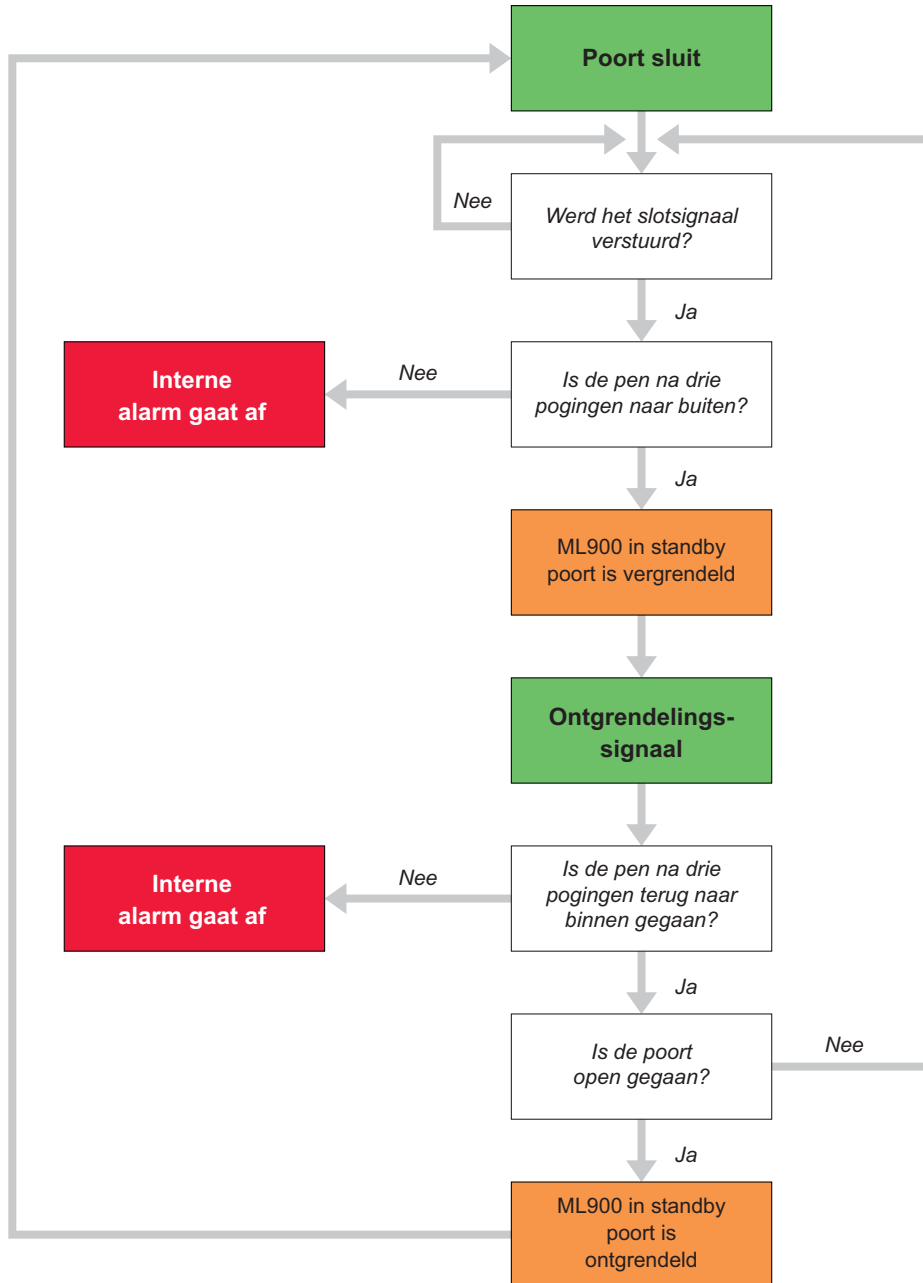 Poort sluit
Nee
Werd het slotsignaal
verstuurd?
Ja
Interne
alarm gaat af
Nee
Is de pen na drie
pogingen naar buiten?
Ja
ML900 in standby
poort is vergrendeld
Ontgrendelings-
signaal
Interne
alarm gaat af
Nee
Is de pen na drie
pogingen terug naar
binnen gegaan?
Ja
Is de poort
open gegaan?
Nee
Ja
ML900 in standby
poort is
ontgrendeld